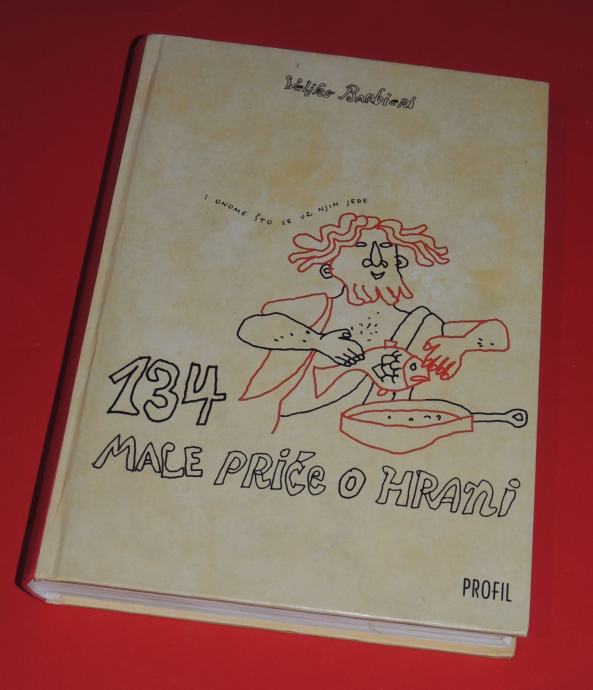 Veljko Barbieri
I ONOME ŠTO SE UZ NJIH JEDE
134
MALE PRIČE O HRANI
PROFIL